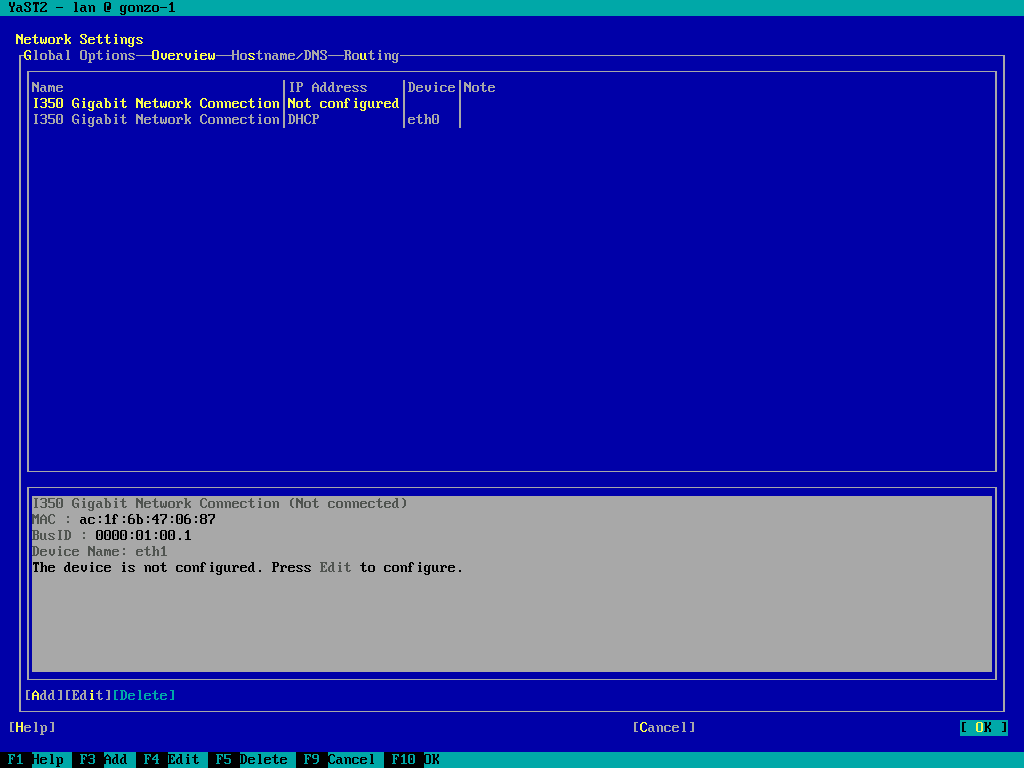 YaST2 - lan @ gonzo-1
Network Settings
Global Options Overview Hostname/DNS Routing
Name IP Address Device Note
I350 Gigabit Network Connection Not configured
I350 Gigabit Network Connection DHCP eth0
I350 Gigabit Network Connection (Not connected)
MAC : ac:1f:6b:47:06:87
BusID : 0000:01:00.1
Device Name: eth1
The device is not configured. Press Edit to configure.
[Add][Edit][Delete]
[Help] [Cancel] [ OK ]
F1 Help F3 Add F4 Edit F5 Delete F9 Cancel F10 OK